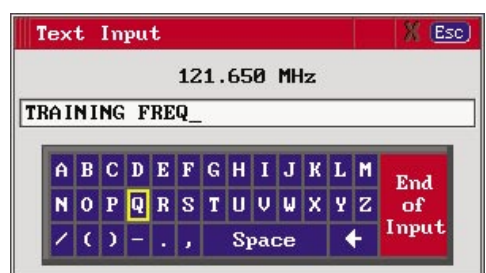 Text Input X Esc
121.650 MHz
TRAINING FREQ_
A B C D E F G H I J K L M
N O P Q R S T U V W X Y Z
/ ( ) - . , Space ←
End
of
Input